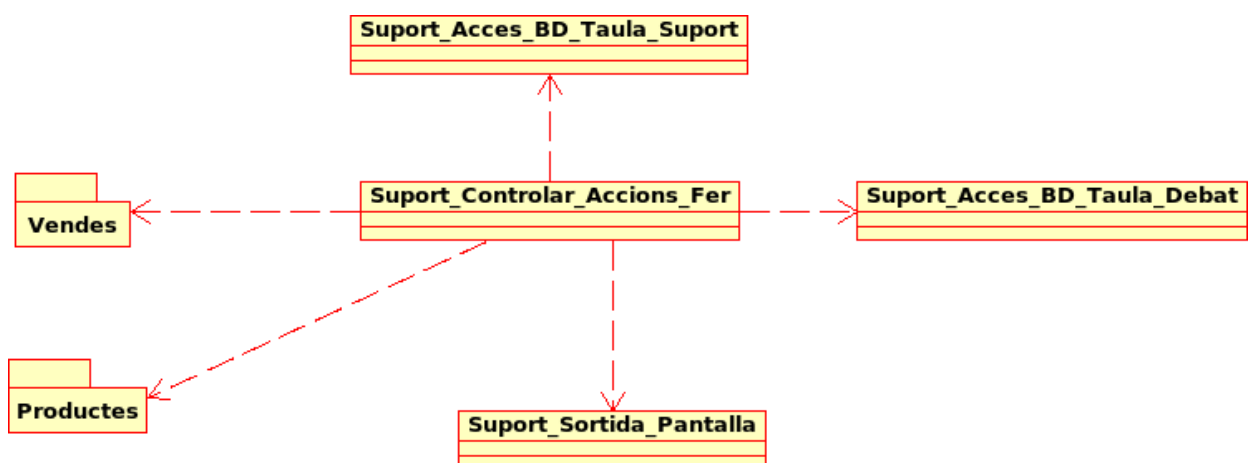 Suport_Acces_BD_Taula_Suport
Suport_Controlar_Accions_Fer
Suport_Acces_BD_Taula_Debat
Vendes
Productes
Suport_Sortida_Pantalla